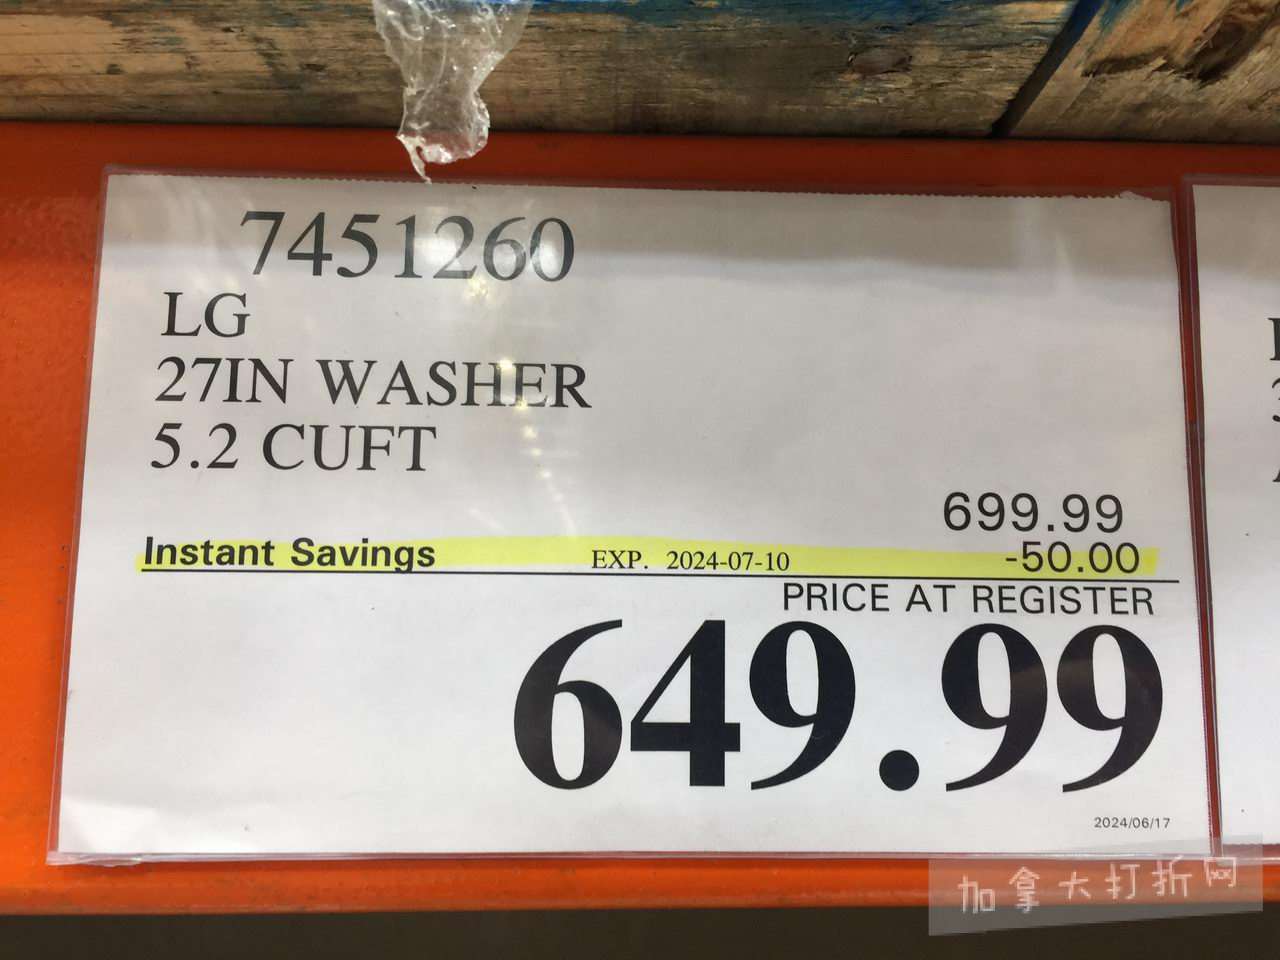 7451260
LG
27IN WASHER
5.2 CUFT
699.99
Instant Savings EXP. 2024-07-10 -50.00
PRICE AT REGISTER
649.99
2024/06/17
加拿大打折网